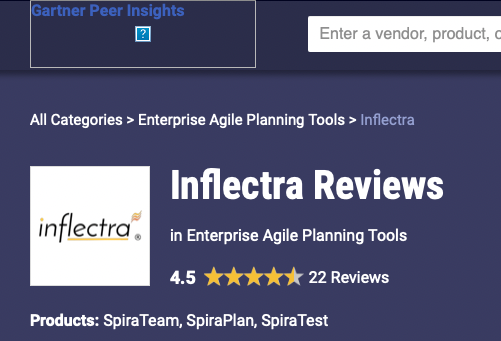 Gartner Peer Insights
?
Enter a vendor, product, c
All Categories > Enterprise Agile Planning Tools > Inflectra
inflectra®
Inflectra Reviews
in Enterprise Agile Planning Tools
4.5 ★★★★★ 22 Reviews
Products: SpiraTeam, SpiraPlan, SpiraTest